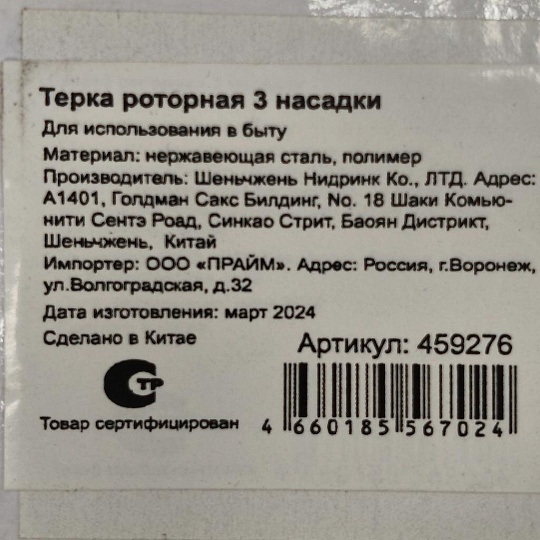 Терка роторная 3 насадки
Для использования в быту
Материал: нержавеющая сталь, полимер
Производитель: Шеньчжень Нидринк Ко., ЛТД. Адрес:
А1401, Голдман Сакс Билдинг, No. 18 Шаки Комью-
нити Сентэ Роад, Синкао Стрит, Баоян Дистрикт,
Шеньчжень, Китай
Импортер: ООО «ПРАЙМ». Адрес: Россия, г.Воронеж,
ул.Волгоградская, д.32
Дата изготовления: март 2024
Сделано в Китае
Артикул: 459276
СТР
Товар сертифицирован
4 660185 567024